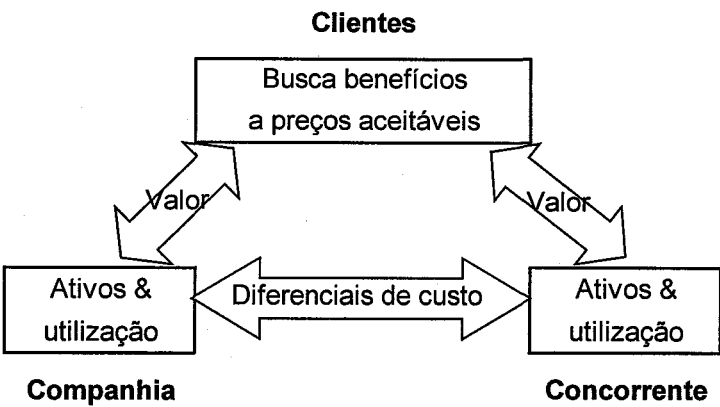 Clientes
Busca benefícios
a preços aceitáveis
Valor
Valor
Ativos &
utilização
Diferenciais de custo
Ativos &
utilização
Companhia
Concorrente